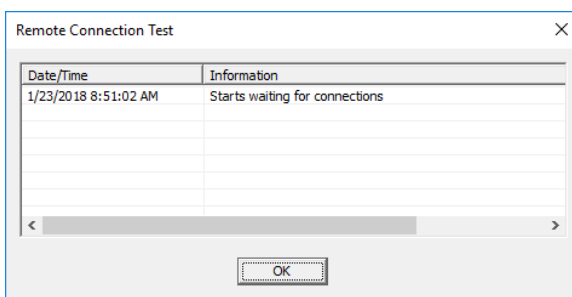 Remote Connection Test
Date/Time Information
1/23/2018 8:51:02 AM Starts waiting for connections
OK